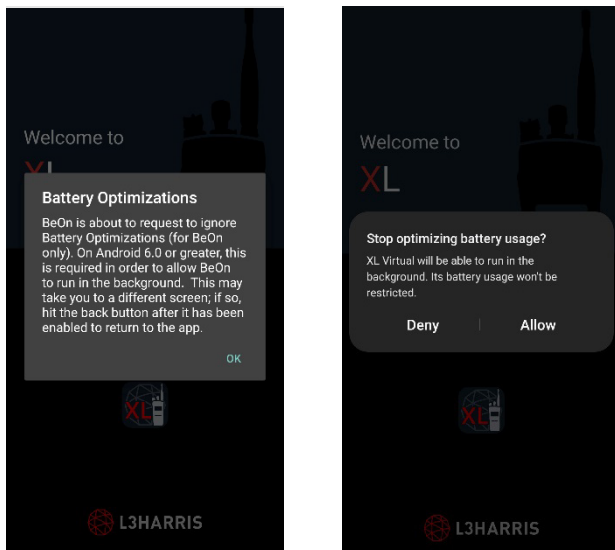 Welcome to
XL
Battery Optimizations
BeOn is about to request to ignore
Battery Optimizations (for BeOn
only). On Android 6.0 or greater, this
is required in order to allow BeOn
to run in the background.  This may
take you to a different screen; if so,
hit the back button after it has been
enabled to return to the app.
OK
XL
L3HARRIS
Welcome to
XL
Stop optimizing battery usage?
XL Virtual will be able to run in the
background. Its battery usage won't be
restricted.
Deny
Allow
XL
L3HARRIS